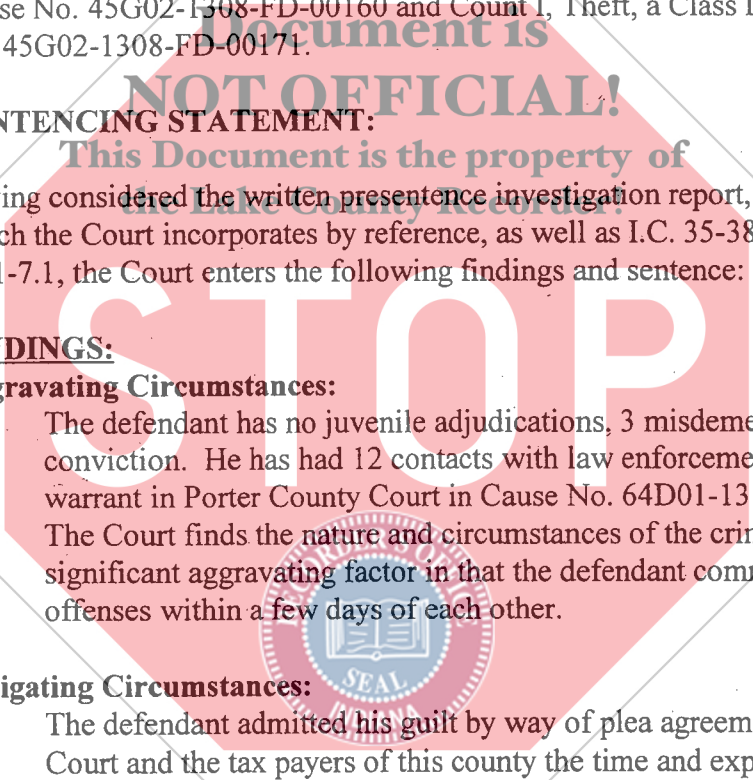 se No. 45G02-1308-FD-00160 and Count I, Theft, a Class D
45G02-1308-FD-00171.
Document is
NOT OFFICIAL!
NTENCING STATEMENT:
This Document is the property of
the Lake County Recorder!
ing considered the written presentence investigation report,
ch the Court incorporates by reference, as well as I.C. 35-38
1-7.1, the Court enters the following findings and sentence:
STOP
DINGS:
gravating Circumstances:
The defendant has no juvenile adjudications, 3 misdeme
conviction. He has had 12 contacts with law enforceme
warrant in Porter County Court in Cause No. 64D01-13
The Court finds the nature and circumstances of the crin
significant aggravating factor in that the defendant comm
offenses within a few days of each other.
RECORDER'S OFFICE
SEAL
INDIANA
igating Circumstances:
The defendant admitted his guilt by way of plea agreem
Court and the tax payers of this county the time and exp